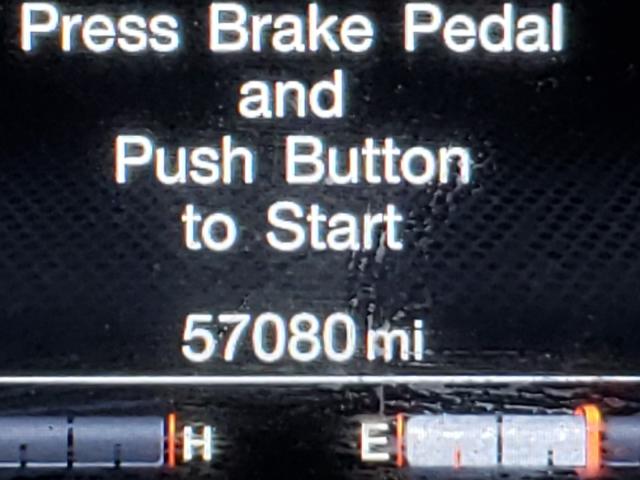 Press Brake Pedal
and
Push Button
to Start
57080 mi
H E